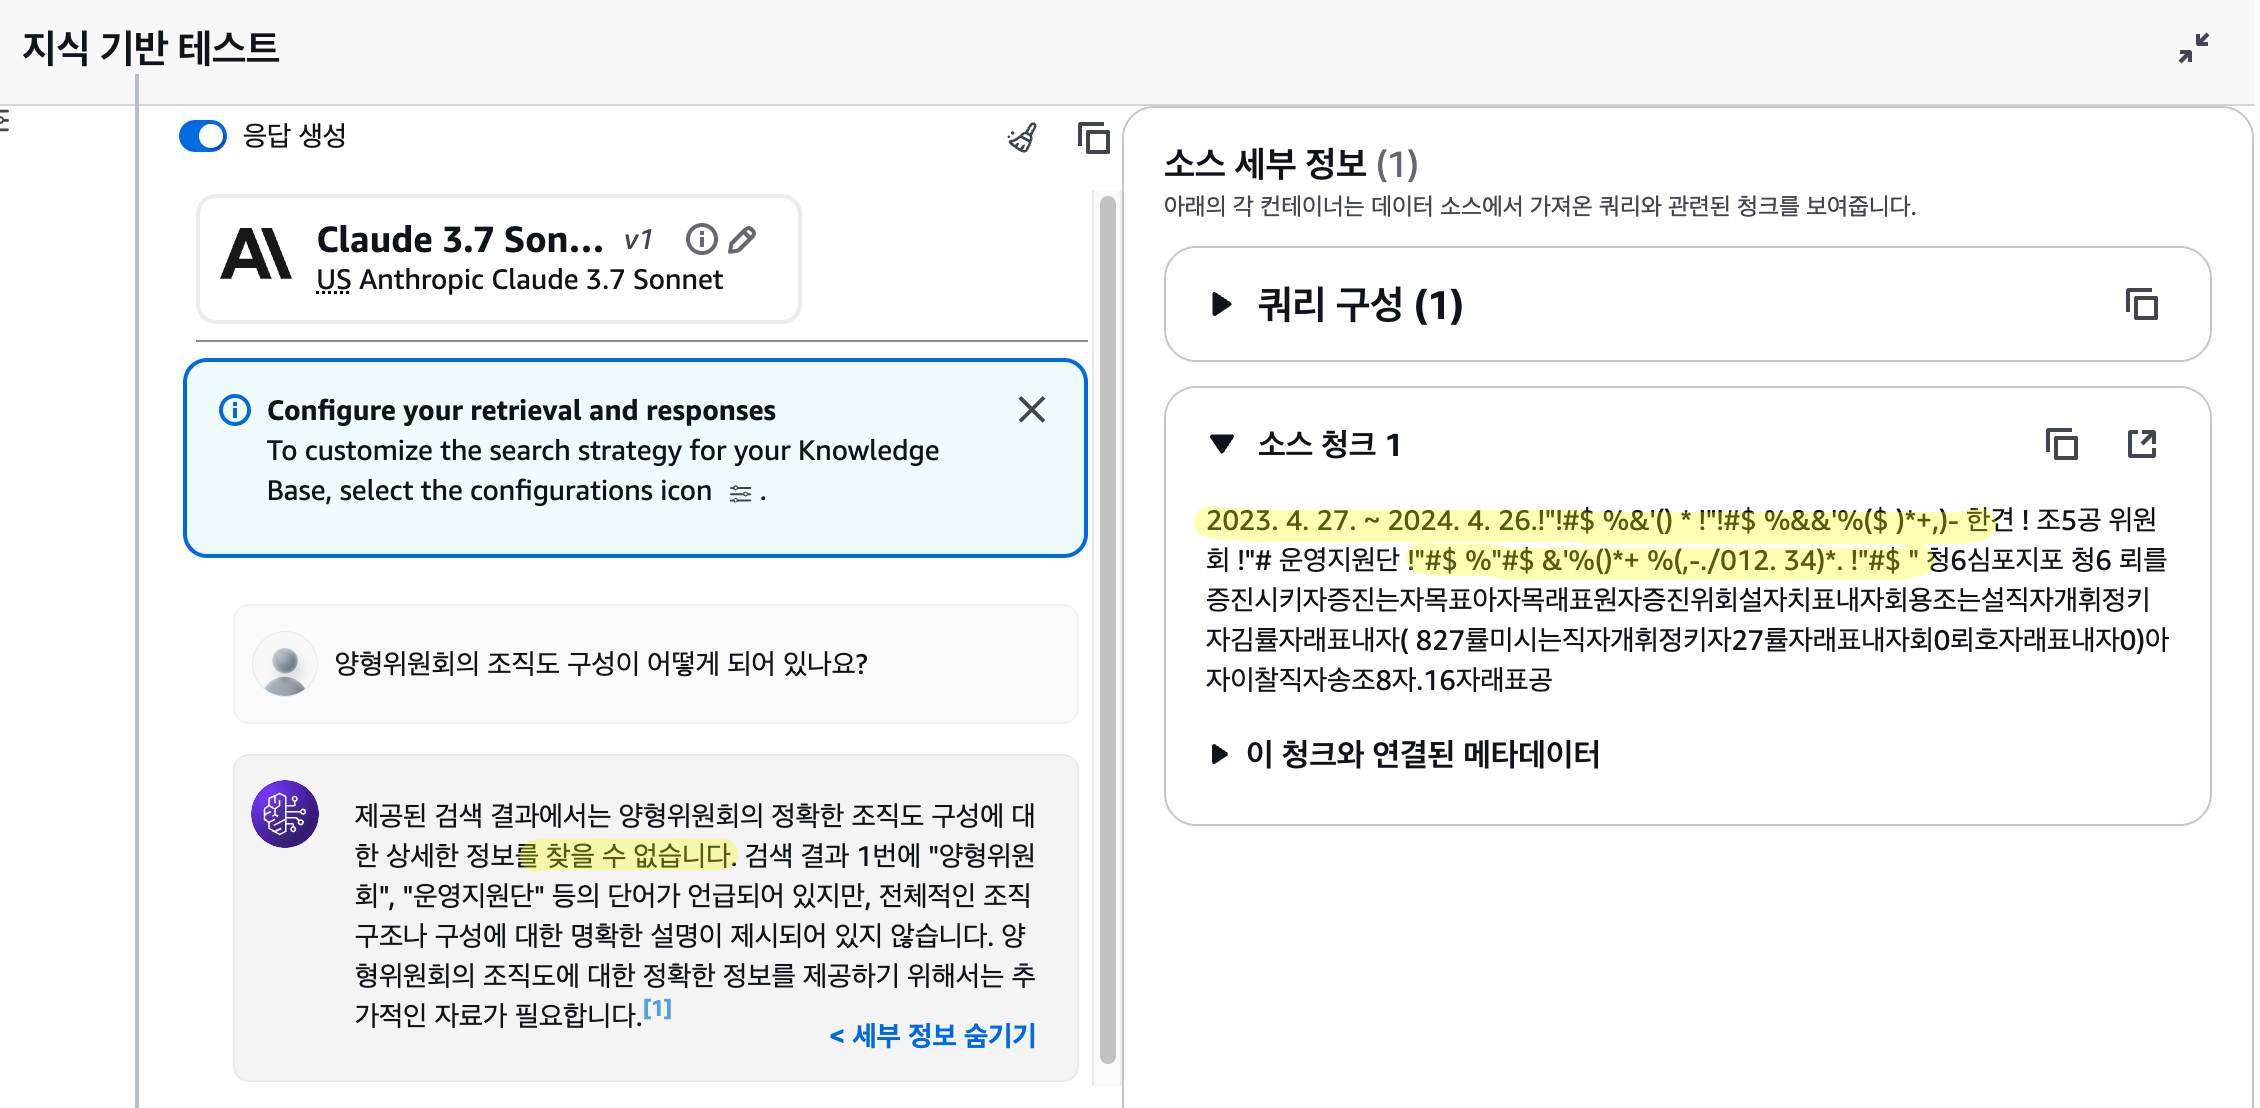 지식 기반 테스트
응답 생성
Claude 3.7 Son... v1
US Anthropic Claude 3.7 Sonnet
Configure your retrieval and responses
To customize the search strategy for your Knowledge
Base, select the configurations icon .
양형위원회의 조직도 구성이 어떻게 되어 있나요?
제공된 검색 결과에서는 양형위원회의 정확한 조직도 구성에 대
한 상세한 정보를 찾을 수 없습니다. 검색 결과 1번에 "양형위원
회", "운영지원단" 등의 단어가 언급되어 있지만, 전체적인 조직
구조나 구성에 대한 명확한 설명이 제시되어 있지 않습니다. 양
형위원회의 조직도에 대한 정확한 정보를 제공하기 위해서는 추
가적인 자료가 필요합니다.[1]
< 세부 정보 숨기기
소스 세부 정보 (1)
아래의 각 컨테이너는 데이터 소스에서 가져온 쿼리와 관련된 청크를 보여줍니다.
쿼리 구성 (1)
소스 청크 1
2023. 4. 27. ~ 2024. 4. 26.!"!#$ %&'() * !"!#$ %&&'%($ )*+,)- 한견 ! 조5공 위원
회 !"# 운영지원단 !"#$ %"#$ &'%()*+ %(,-./012. 34)*. !"#$ " 청6심포지포 청6 뢰를
증진시키자증진는자목표아자목래표원자증진위회설자치표내자회용조는설직자개휘정키
자김률자래표내자( 827률미시는직자개휘정키자27률자래표내자회0뢰호자래표내자0)아
자이찰직자송조8자.16자래표공
이 청크와 연결된 메타데이터